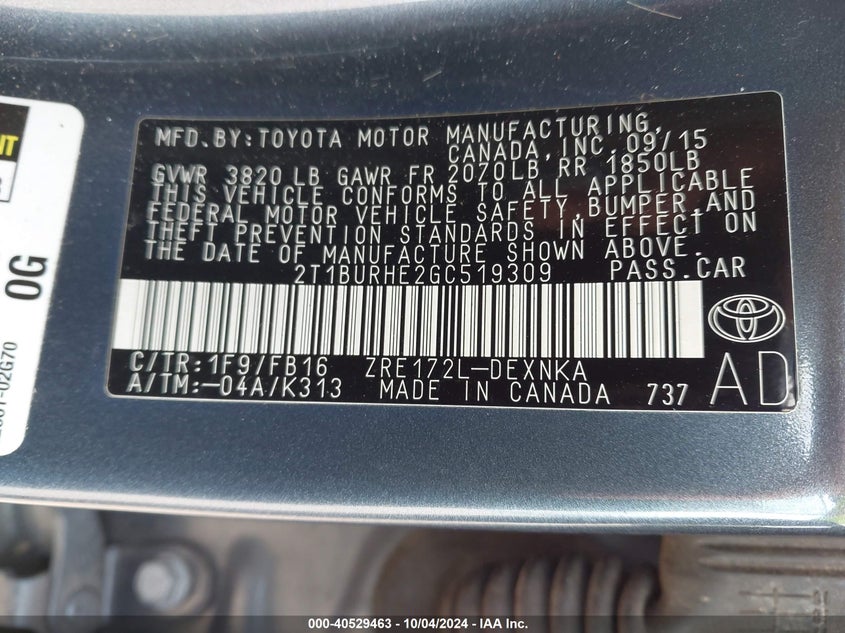 MFD.BY:TOYOTA MOTOR MANUFACTURING,
CANADA, INC. 09/15
GVWR 3820 LB GAWR FR 2070LB RR 1850LB
THIS VEHICLE CONFORMS TO ALL APPLICABLE
FEDERAL MOTOR VEHICLE SAFETY,BUMPER,AND
THEFT PREVENTION STANDARDS IN EFFECT ON
THE DATE OF MANUFACTURE SHOWN ABOVE.
2T1BURHE2GC519309 PASS.CAR
C/TR:1F9/FB16 ZRE172L-DEXNKA
A/TM:-04A/K313 MADE IN CANADA 737
AD
0G
-02G70
000-40529463 - 10/04/2024 - IAA Inc.